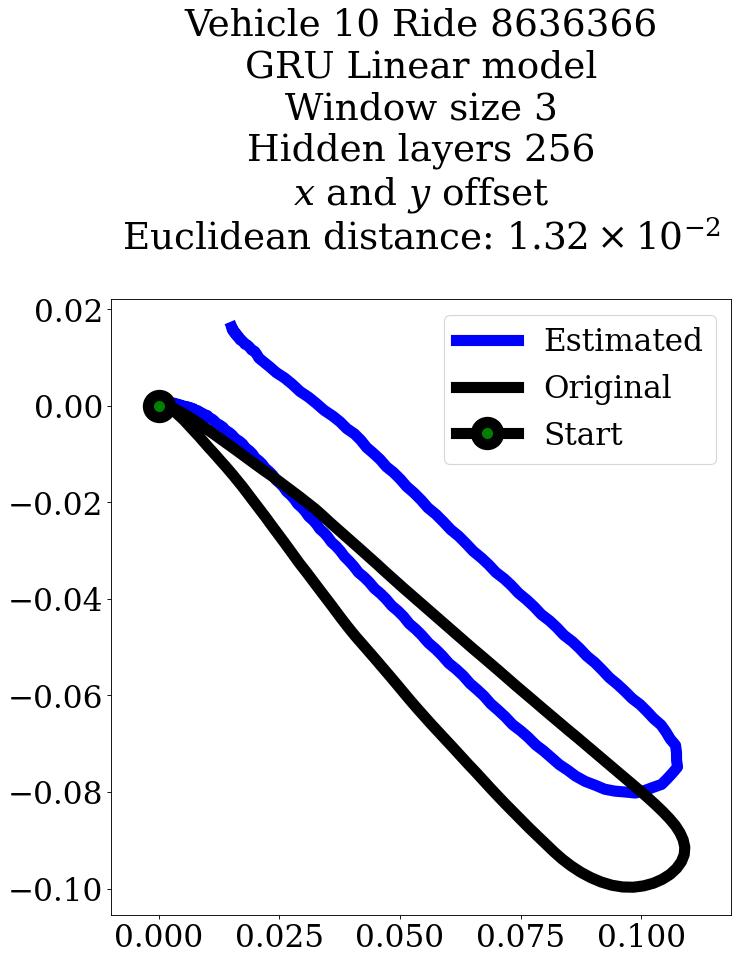 Vehicle 10 Ride 8636366
GRU Linear model
Window size 3
Hidden layers 256
x and y offset
Euclidean distance: 1.32 × 10⁻²
0.02
0.00
−0.02
−0.04
−0.06
−0.08
−0.10
Estimated
Original
Start
0.000 0.025 0.050 0.075 0.100